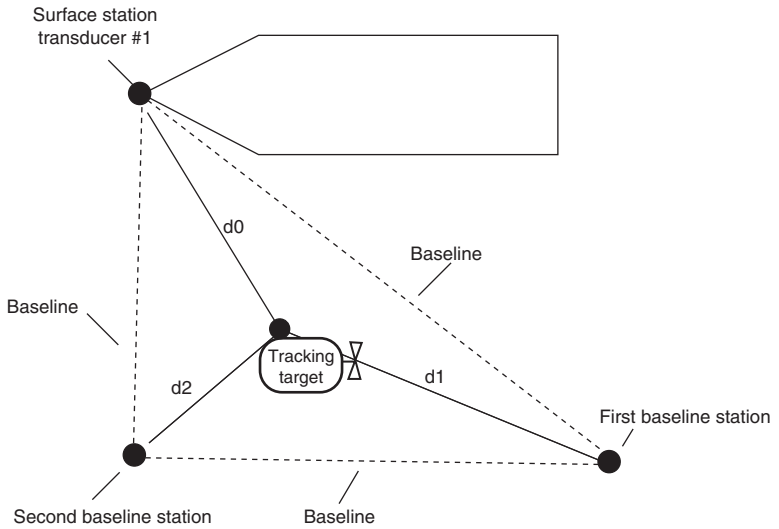 Surface station
transducer #1
d0
Baseline
Baseline
Tracking
target
d1
d2
First baseline station
Second baseline station
Baseline